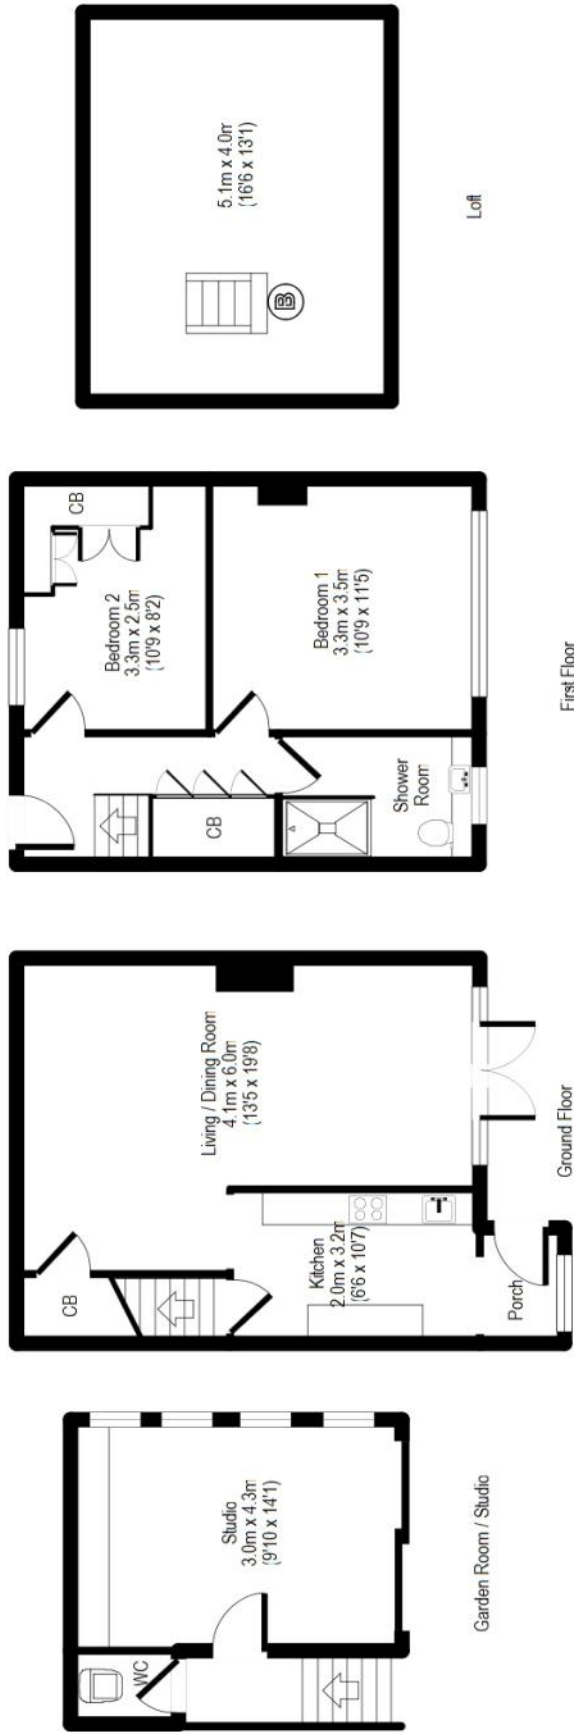 Studio
3.0m x 4.3m
(9'10 x 14'1)
WC
Garden Room / Studio
CB
Living / Dining Room
4.1m x 6.0m
(13'5 x 19'8)
Kitchen
2.0m x 3.2m
(6'6 x 10'7)
Porch
Ground Floor
CB
Bedroom 2
3.3m x 2.5m
(10'9 x 8'2)
CB
Bedroom 1
3.3m x 3.5m
(10'9 x 11'5)
Shower
Room
First Floor
5.1m x 4.0m
(16'6 x 13'1)
B
Loft